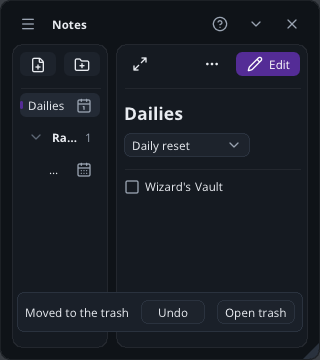 Notes
Edit
Dailies
Ra... 1
...
Dailies
Daily reset
Wizard's Vault
Moved to the trash
Undo
Open trash